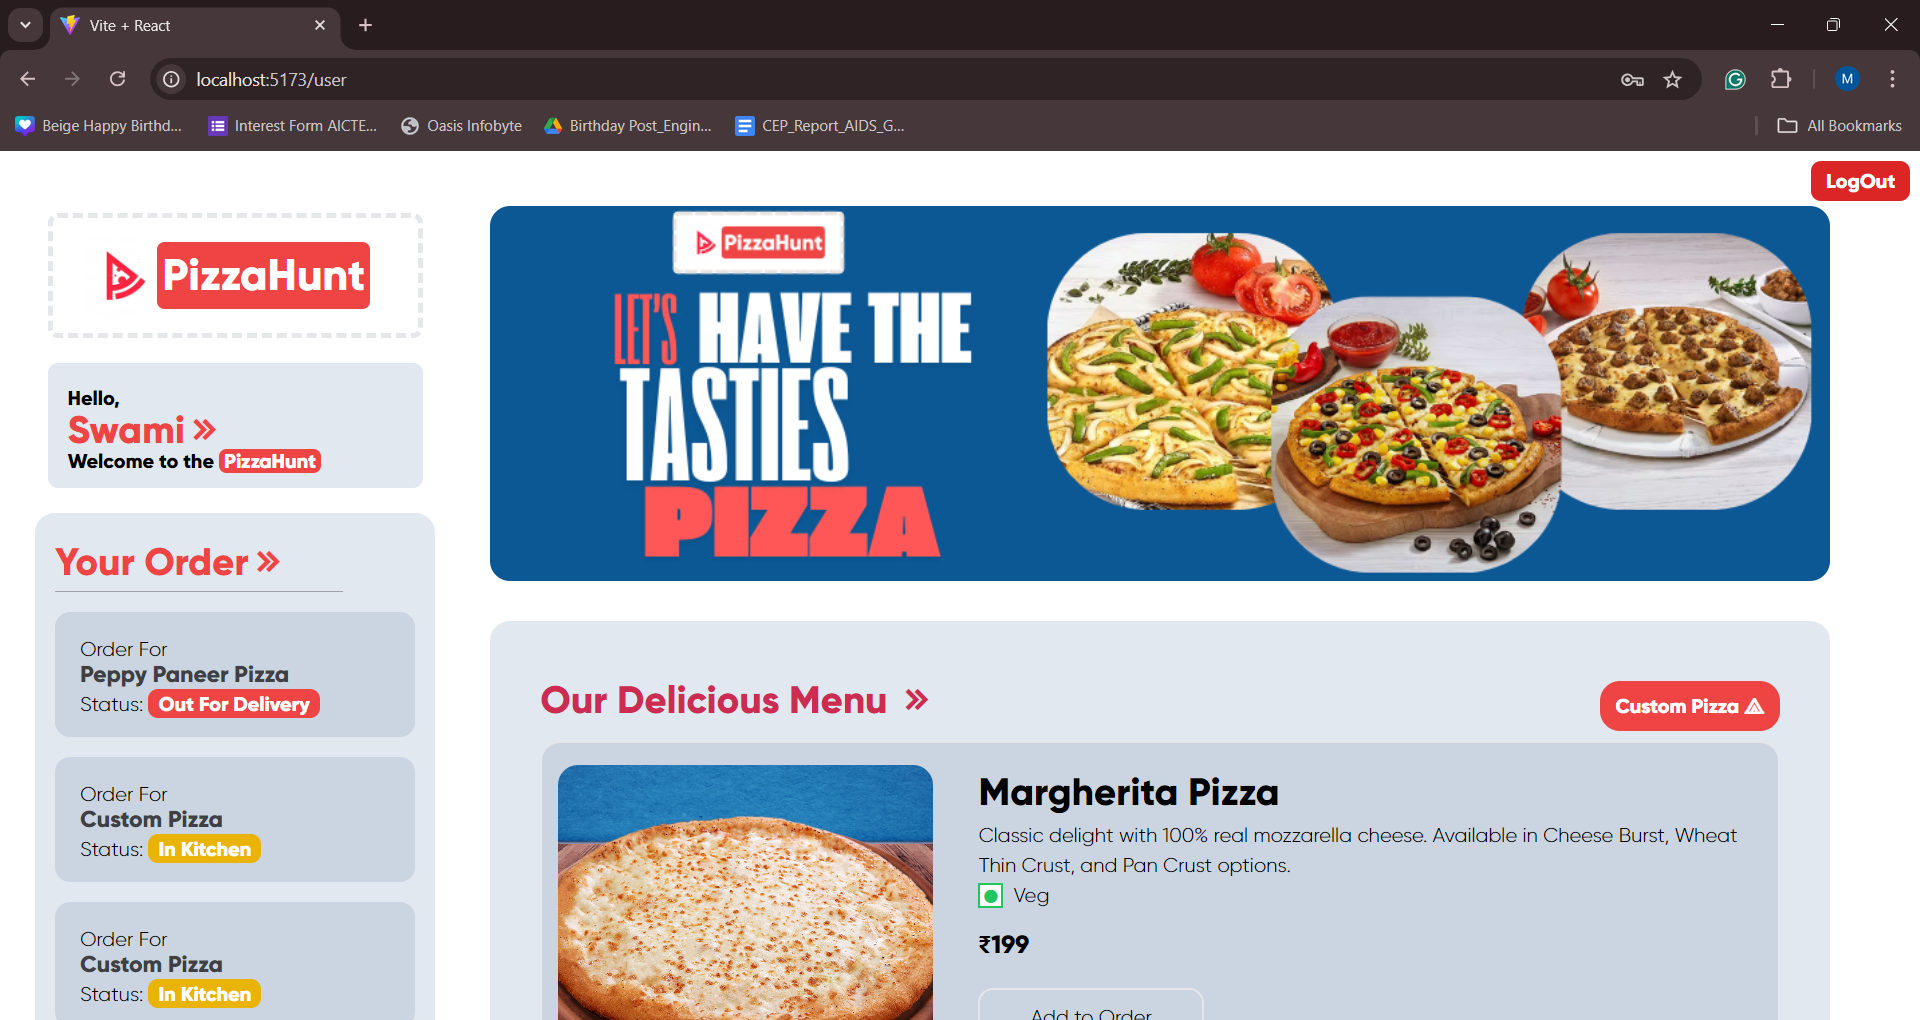 Vite + React
localhost:5173/user
M
Beige Happy Birthd...
Interest Form AICTE...
Oasis Infobyte
Birthday Post_Engin...
CEP_Report_AIDS_G...
All Bookmarks
LogOut
PizzaHunt
Hello,
Swami
Welcome to the PizzaHunt
Your Order
Order For
Peppy Paneer Pizza
Status: Out For Delivery
Order For
Custom Pizza
Status: In Kitchen
Order For
Custom Pizza
Status: In Kitchen
PizzaHunt
LET'S HAVE THE
TASTIES
PIZZA
Our Delicious Menu
Custom Pizza
Margherita Pizza
Classic delight with 100% real mozzarella cheese. Available in Cheese Burst, Wheat
Thin Crust, and Pan Crust options.
Veg
₹199
Add to Order